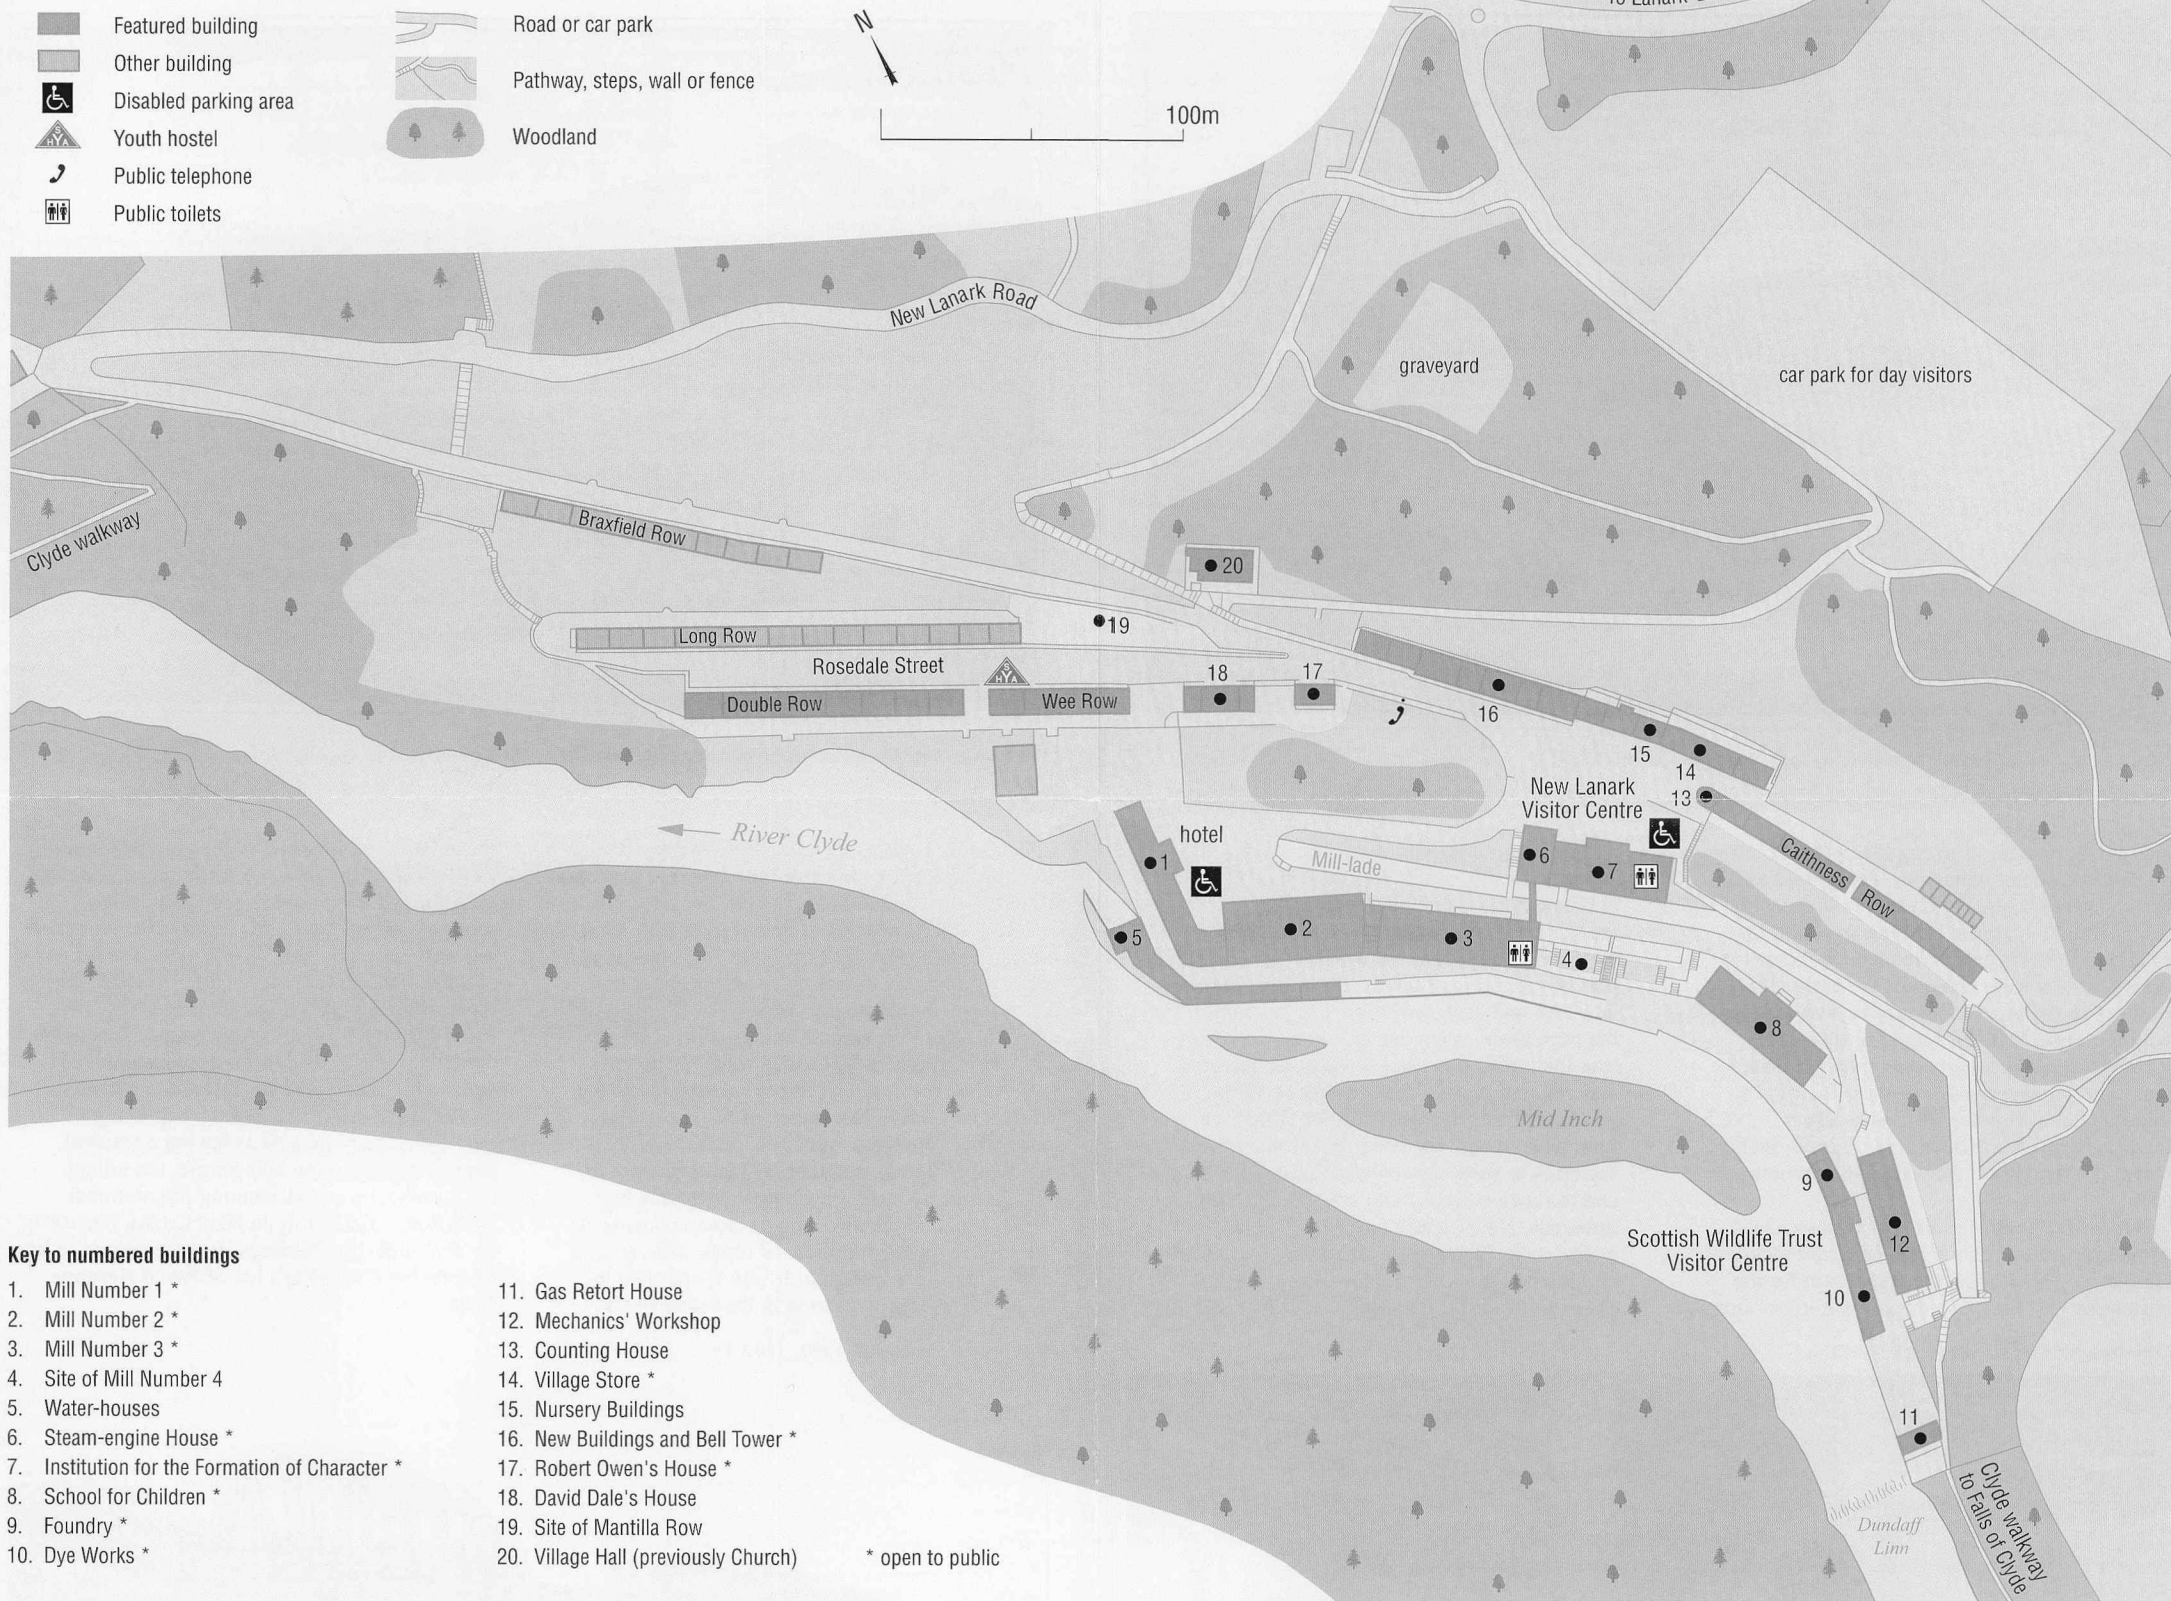 To Lanark
Featured building
Other building
Disabled parking area
Youth hostel
Public telephone
Public toilets
Road or car park
Pathway, steps, wall or fence
Woodland
N
100m
New Lanark Road
graveyard
car park for day visitors
Clyde walkway
Braxfield Row
20
19
Long Row
Rosedale Street
SYHA
Double Row
Wee Row
18
17
16
15
14
13
New Lanark
Visitor Centre
River Clyde
hotel
Mill-lade
1
2
3
4
5
6
7
Caithness
Row
8
Mid Inch
9
Scottish Wildlife Trust
Visitor Centre
12
10
11
Dundaff
Linn
Clyde walkway
to Falls of Clyde
Key to numbered buildings
1. Mill Number 1 *
2. Mill Number 2 *
3. Mill Number 3 *
4. Site of Mill Number 4
5. Water-houses
6. Steam-engine House *
7. Institution for the Formation of Character *
8. School for Children *
9. Foundry *
10. Dye Works *
11. Gas Retort House
12. Mechanics' Workshop
13. Counting House
14. Village Store *
15. Nursery Buildings
16. New Buildings and Bell Tower *
17. Robert Owen's House *
18. David Dale's House
19. Site of Mantilla Row
20. Village Hall (previously Church)
* open to public